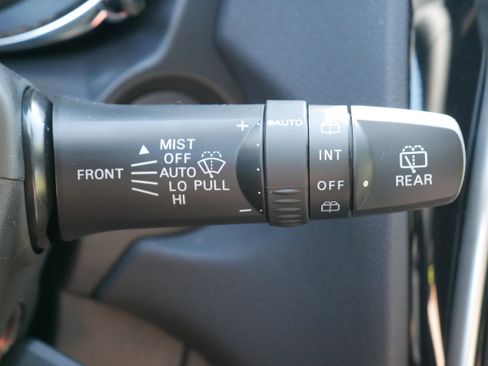 MIST
OFF
FRONT AUTO
LO PULL
HI
+
AUTO
−
INT
OFF
REAR